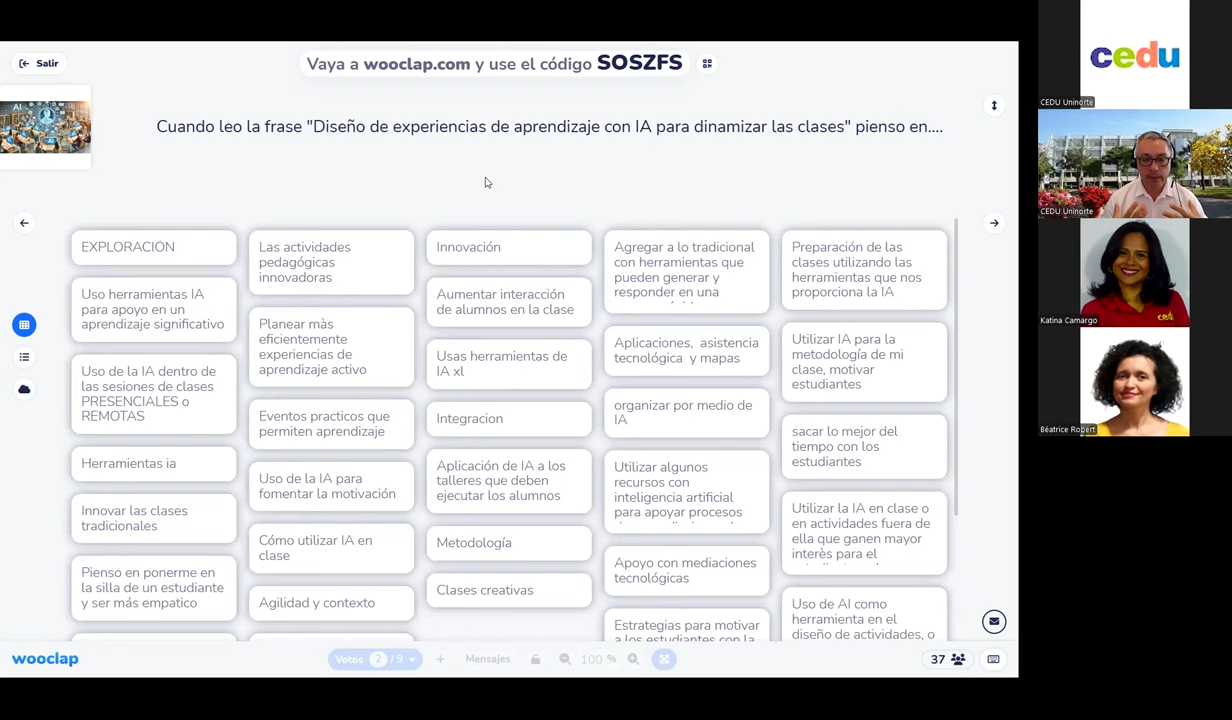 Salir
Vaya a wooclap.com y use el código SOSZFS
AI
Cuando leo la frase "Diseño de experiencias de aprendizaje con IA para dinamizar las clases" pienso en....
EXPLORACIÓN
Uso herramientas IA
para apoyo en un
aprendizaje significativo
Uso de la IA dentro de
las sesiones de clases
PRESENCIALES o
REMOTAS
Herramientas ia
Innovar las clases
tradicionales
Pienso en ponerme en
la silla de un estudiante
y ser más empatico
Las actividades
pedagógicas
innovadoras
Planear màs
eficientemente
experiencias de
aprendizaje activo
Eventos practicos que
permiten aprendizaje
Uso de la IA para
fomentar la motivación
Cómo utilizar IA en
clase
Agilidad y contexto
Innovación
Aumentar interacción
de alumnos en la clase
Usas herramientas de
IA xl
Integracion
Aplicación de IA a los
talleres que deben
ejecutar los alumnos
Metodología
Clases creativas
Agregar a lo tradicional
con herramientas que
pueden generar y
responder en una
Aplicaciones, asistencia
tecnológica y mapas
organizar por medio de
IA
Utilizar algunos
recursos con
inteligencia artificial
para apoyar procesos
Apoyo con mediaciones
tecnológicas
Estrategias para motivar
a los estudiantes con la
Preparación de las
clases utilizando las
herramientas que nos
proporciona la IA
Utilizar IA para la
metodología de mi
clase, motivar
estudiantes
sacar lo mejor del
tiempo con los
estudiantes
Utilizar la IA en clase o
en actividades fuera de
ella que ganen mayor
interès para el
Uso de AI como
herramienta en el
diseño de actividades, o
wooclap
Votos 2 / 9
Mensajes
100 %
37
cedu
CEDU Uninorte
CEDU Uninorte
Katina Camargo
Béatrice Robert